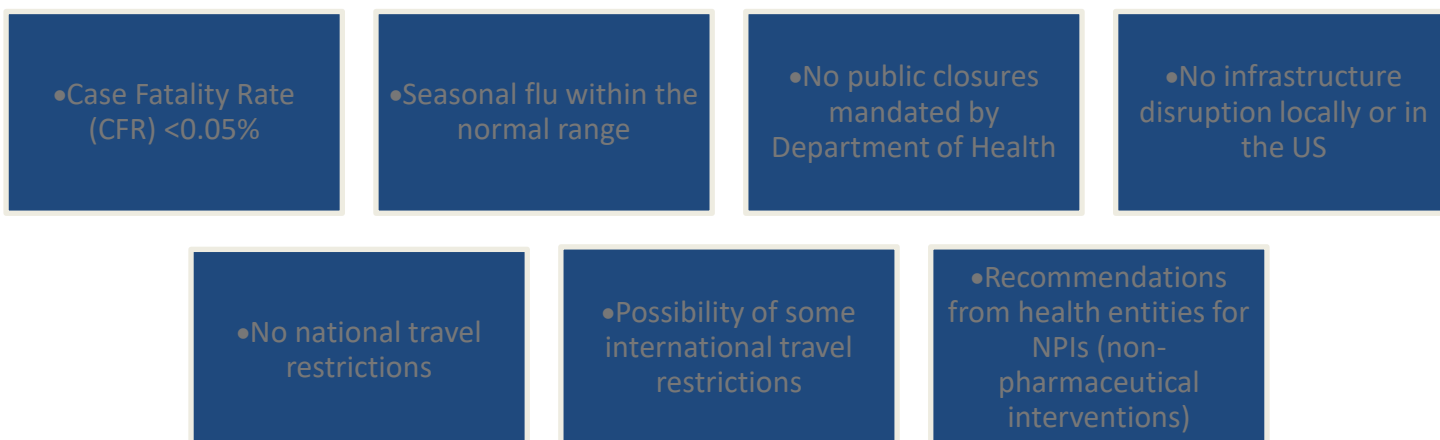 •Case Fatality Rate
(CFR) <0.05%
•Seasonal flu within the
normal range
•No public closures
mandated by
Department of Health
•No infrastructure
disruption locally or in
the US
•No national travel
restrictions
•Possibility of some
international travel
restrictions
•Recommendations
from health entities for
NPIs (non-
pharmaceutical
interventions)